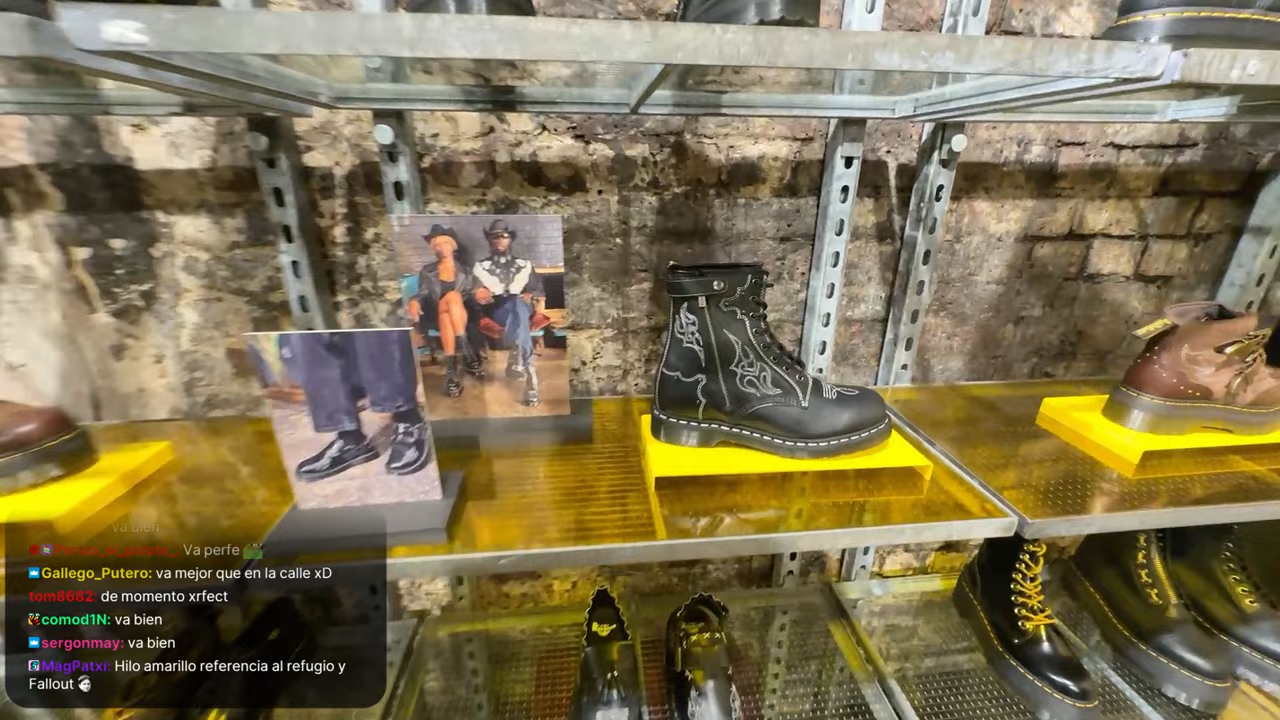 va bien
Va perfe
Gallego_Putero: va mejor que en la calle xD
tom8682: de momento xrfect
comod1N: va bien
sergonmay: va bien
MagPatxi: Hilo amarillo referencia al refugio y
Fallout